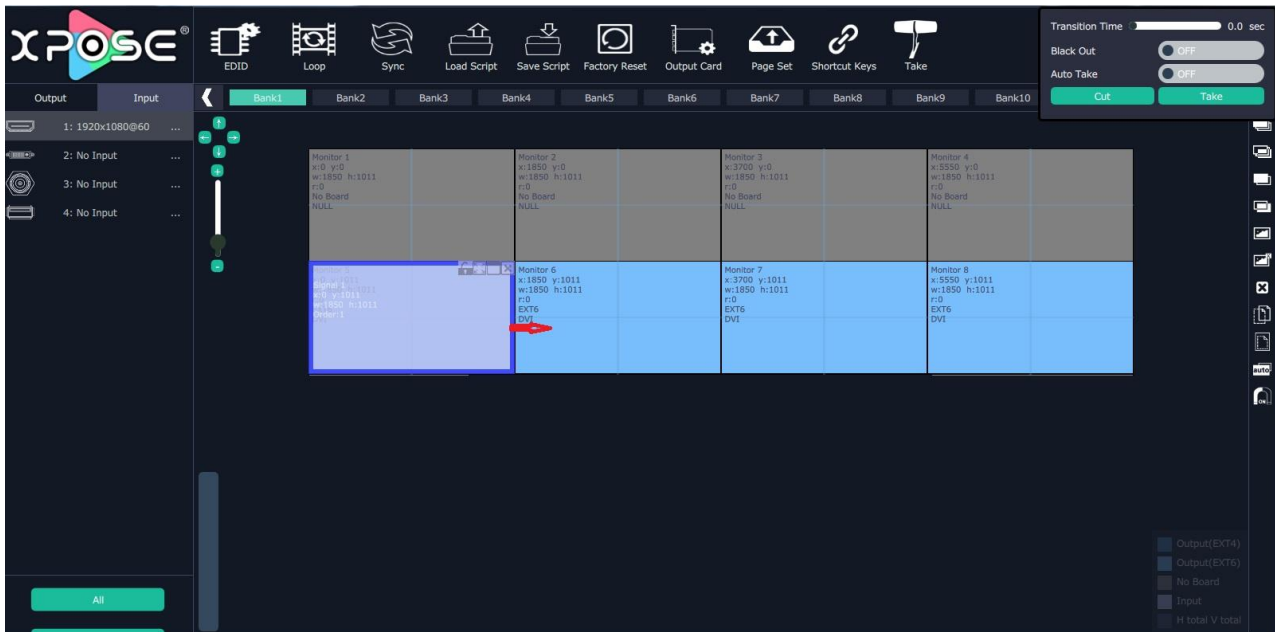 XPOSE®
EDID
Loop
Sync
Load Script
Save Script
Factory Reset
Output Card
Page Set
Shortcut Keys
Take
Transition Time
0.0 sec
Black Out
OFF
Auto Take
OFF
Cut
Take
Output
Input
Bank1
Bank2
Bank3
Bank4
Bank5
Bank6
Bank7
Bank8
Bank9
Bank10
1: 1920x1080@60 ...
2: No Input ...
3: No Input ...
4: No Input ...
Monitor 1
x:0 y:0
w:1850 h:1011
r:0
No Board
NULL
Monitor 2
x:1850 y:0
w:1850 h:1011
r:0
No Board
NULL
Monitor 3
x:3700 y:0
w:1850 h:1011
r:0
No Board
NULL
Monitor 4
x:5550 y:0
w:1850 h:1011
r:0
No Board
NULL
Signal 1
x:0 y:1011
w:1850 h:1011
Order:1
Monitor 6
x:1850 y:1011
w:1850 h:1011
r:0
EXT6
DVI
Monitor 7
x:3700 y:1011
w:1850 h:1011
r:0
EXT6
DVI
Monitor 8
x:5550 y:1011
w:1850 h:1011
r:0
EXT6
DVI
auto
ON
All
Output(EXT4)
Output(EXT6)
No Board
Input
H total V total